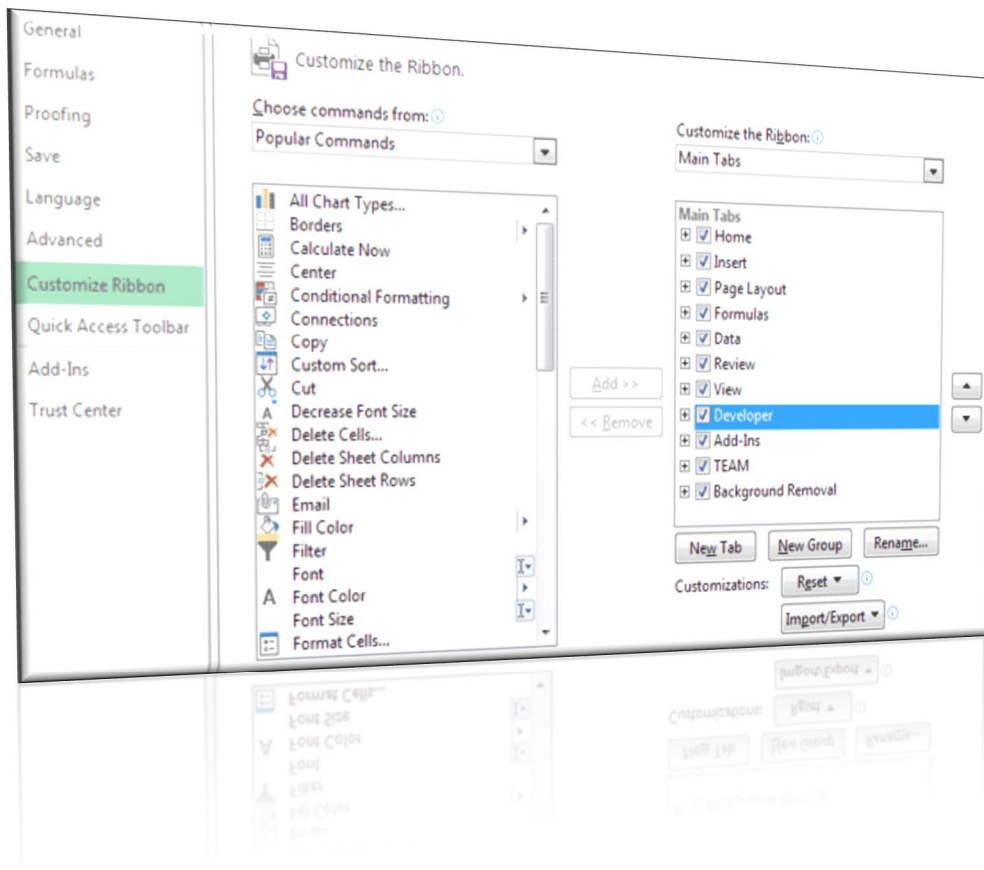 General
Formulas
Proofing
Save
Language
Advanced
Customize Ribbon
Quick Access Toolbar
Add-Ins
Trust Center
Customize the Ribbon.
Choose commands from:
Popular Commands
All Chart Types...
Borders
Calculate Now
Center
Conditional Formatting
Connections
Copy
Custom Sort...
Cut
Decrease Font Size
Delete Cells...
Delete Sheet Columns
Delete Sheet Rows
Email
Fill Color
Filter
Font
Font Color
Font Size
Format Cells...
Add >>
<< Remove
Customize the Ribbon:
Main Tabs
Main Tabs
Home
Insert
Page Layout
Formulas
Data
Review
View
Developer
Add-Ins
TEAM
Background Removal
New Tab New Group Rename...
Customizations: Reset
Import/Export